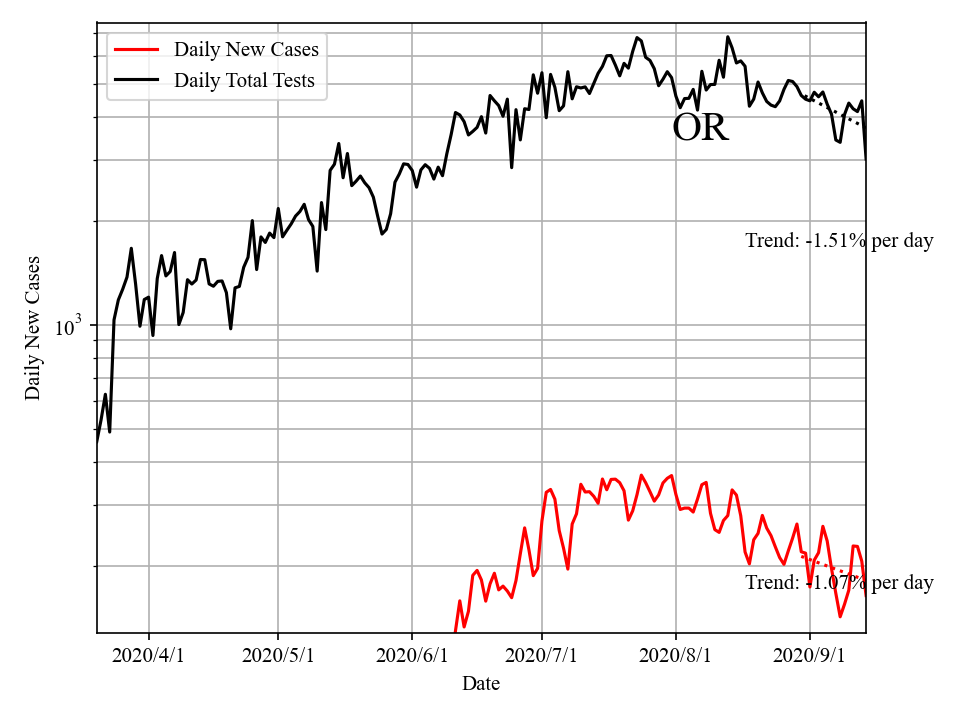 Daily New Cases
Daily Total Tests
OR
Trend: -1.51% per day
Trend: -1.07% per day
Daily New Cases
10^3
2020/4/1
2020/5/1
2020/6/1
2020/7/1
2020/8/1
2020/9/1
Date